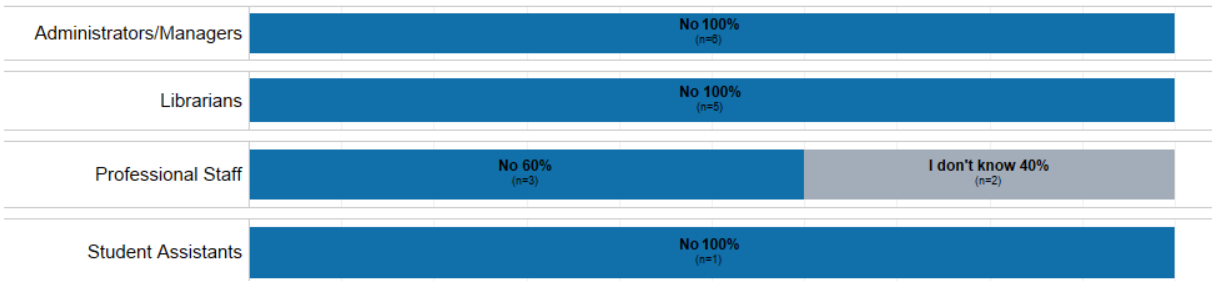 Administrators/Managers
No 100%
(n=6)
Librarians
No 100%
(n=5)
Professional Staff
No 60%
(n=3)
I don't know 40%
(n=2)
Student Assistants
No 100%
(n=1)